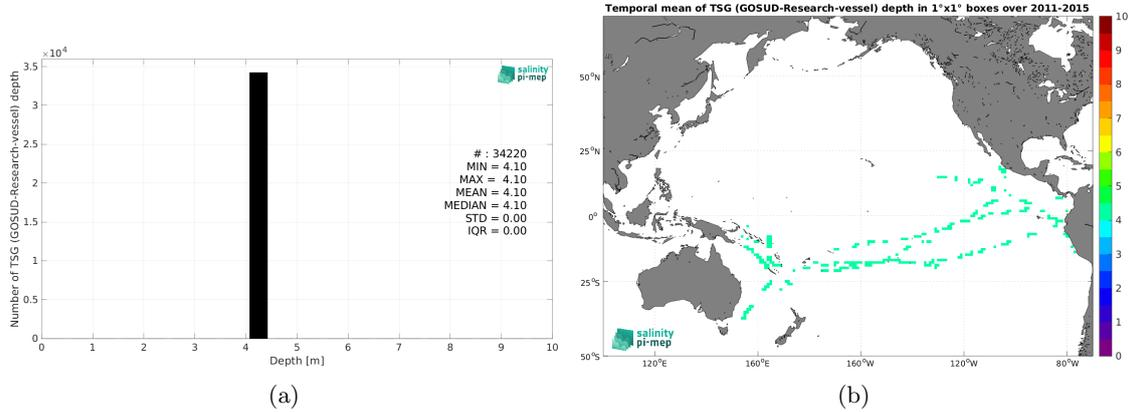 ×10⁴
3.5
3
2.5
2
1.5
1
0.5
0
Number of TSG (GOSUD-Research-vessel) depth
salinity
pi-mep
# : 34220
MIN = 4.10
MAX = 4.10
MEAN = 4.10
MEDIAN = 4.10
STD = 0.00
IQR = 0.00
0 1 2 3 4 5 6 7 8 9 10
Depth [m]
(a)
Temporal mean of TSG (GOSUD-Research-vessel) depth in 1°x1° boxes over 2011-2015
50°N
25°N
0°
25°S
50°S
salinity
pi-mep
120°E 160°E 160°W 120°W 80°W
10
9
8
7
6
5
4
3
2
1
0
(b)